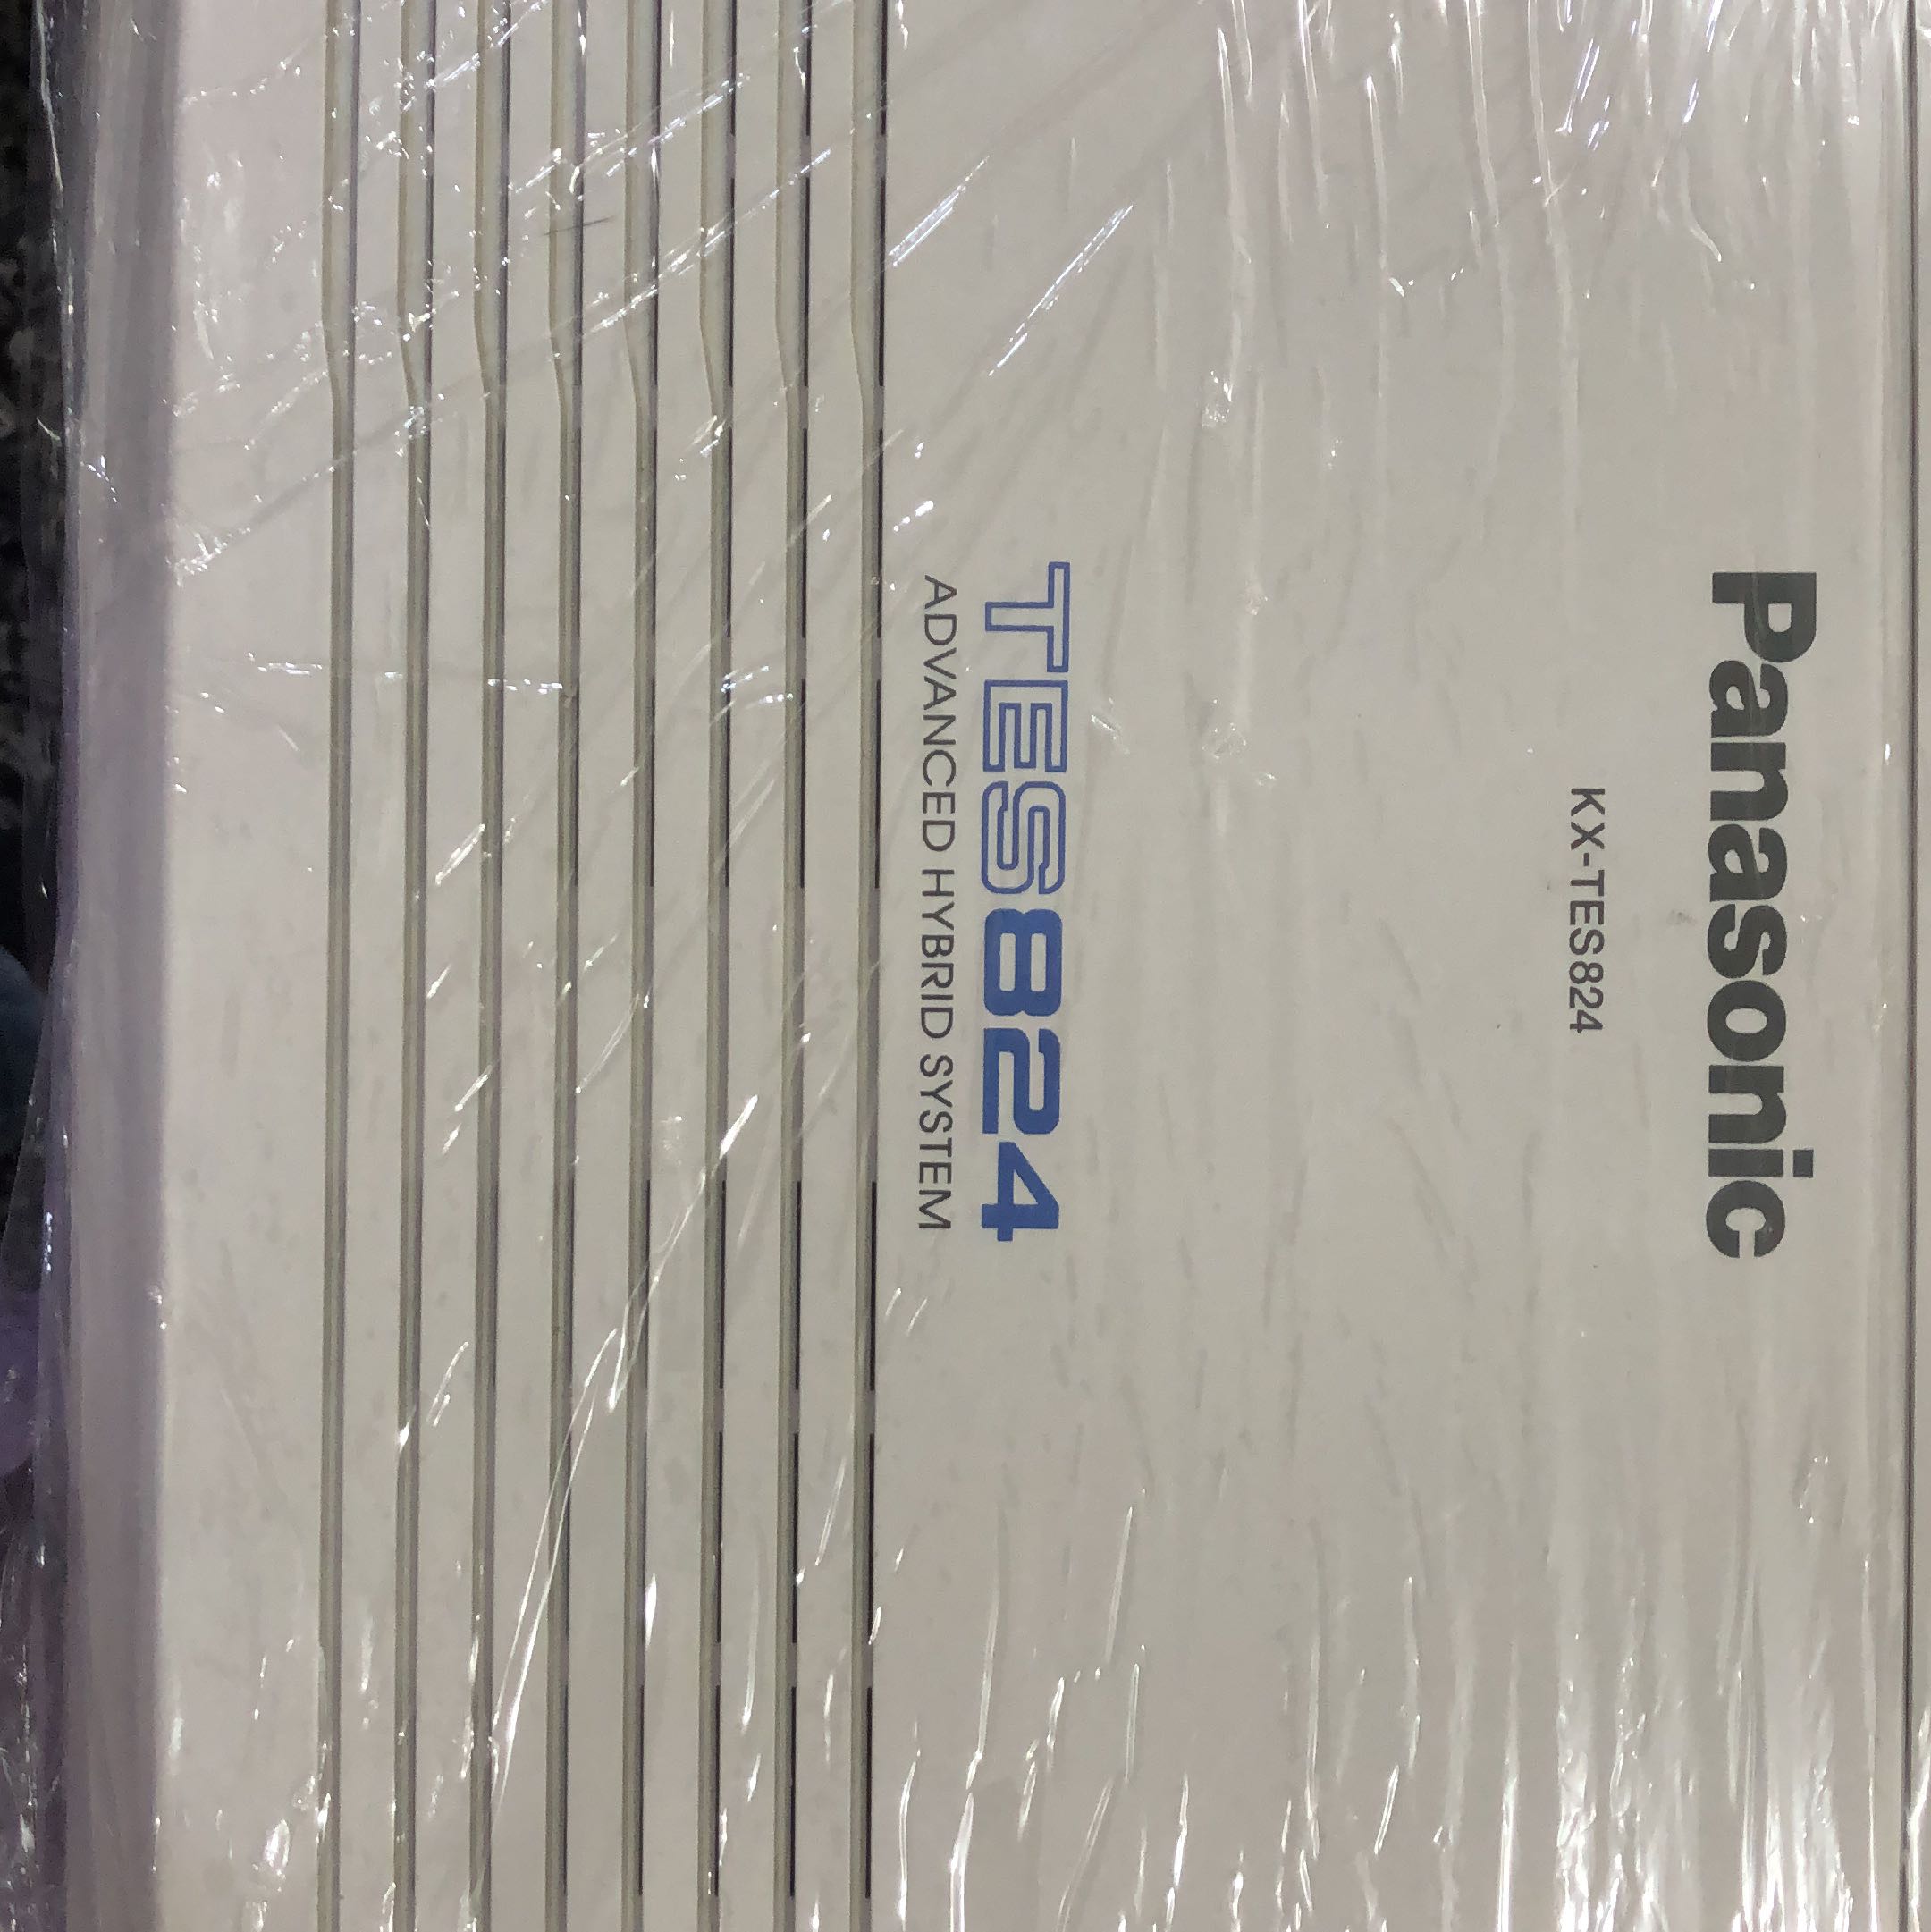 Panasonic
KX-TES824
TES824
ADVANCED HYBRID SYSTEM